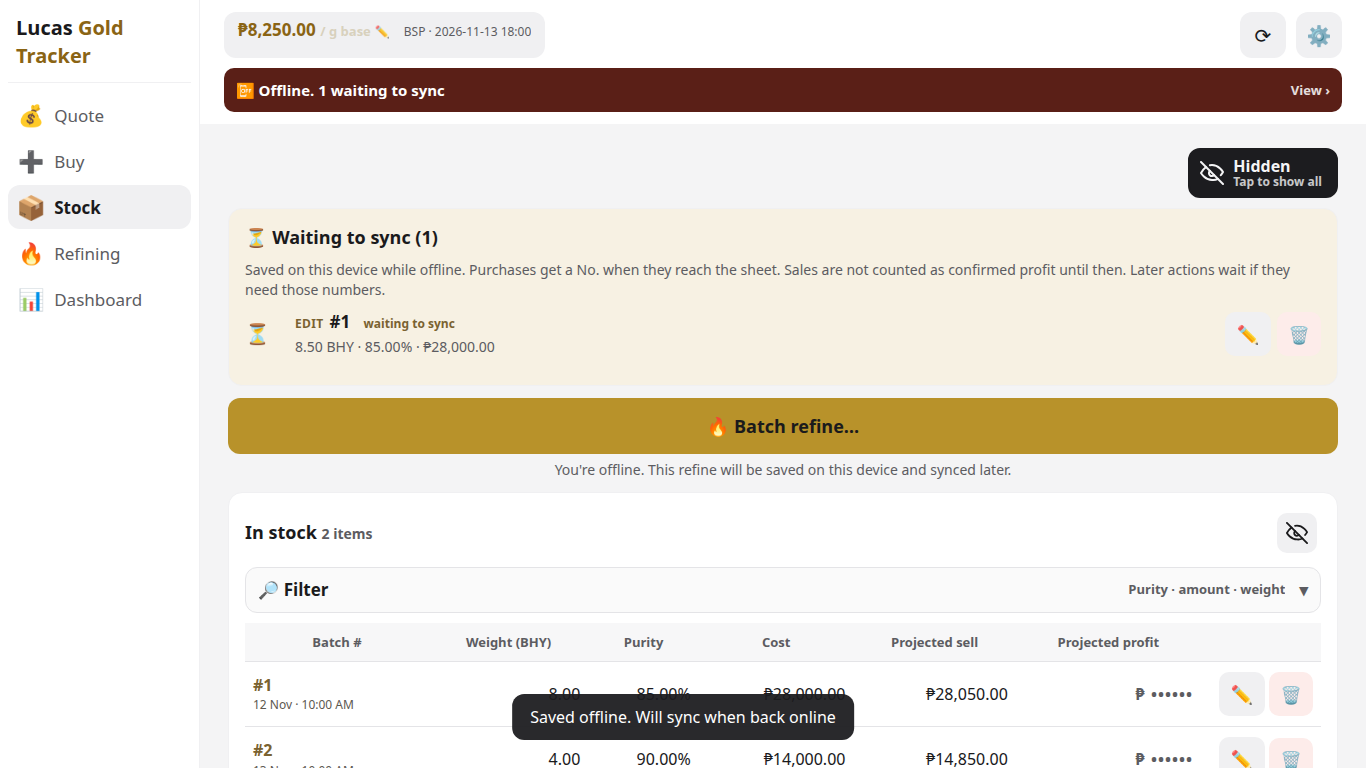 Lucas Gold
Tracker
Quote
Buy
Stock
Refining
Dashboard
₱8,250.00 / g base BSP · 2026-11-13 18:00
Offline. 1 waiting to sync View ›
Hidden
Tap to show all
Waiting to sync (1)
Saved on this device while offline. Purchases get a No. when they reach the sheet. Sales are not counted as confirmed profit until then. Later actions wait if they
need those numbers.
EDIT #1 waiting to sync
8.50 BHY · 85.00% · ₱28,000.00
Batch refine...
You're offline. This refine will be saved on this device and synced later.
In stock 2 items
Filter Purity · amount · weight ▼
Batch # Weight (BHY) Purity Cost Projected sell Projected profit
#1 8.00 85.00% ₱28,000.00 ₱28,050.00 ₱ ••••••
12 Nov · 10:00 AM
Saved offline. Will sync when back online
#2 4.00 90.00% ₱14,000.00 ₱14,850.00 ₱ ••••••